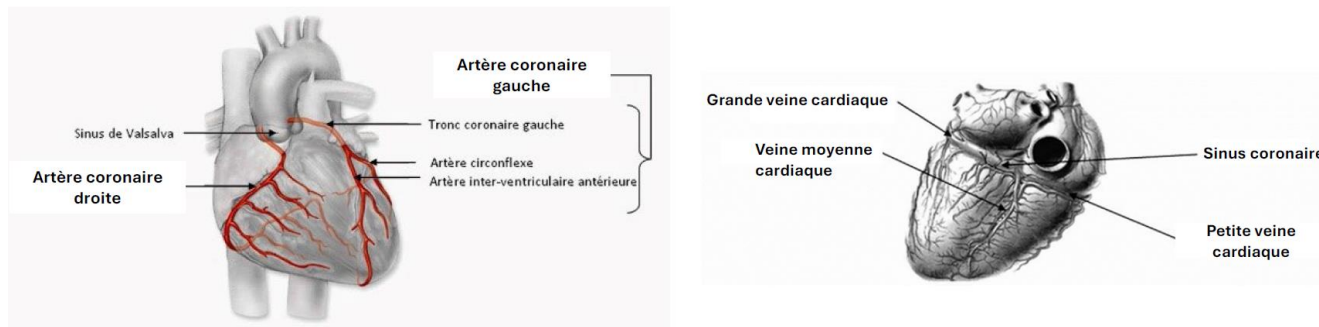 Artère coronaire
gauche
Sinus de Valsalva
Tronc coronaire gauche
Artère circonflexe
Artère inter-ventriculaire antérieure
Artère coronaire
droite
Grande veine cardiaque
Veine moyenne
cardiaque
Sinus coronaire
Petite veine
cardiaque